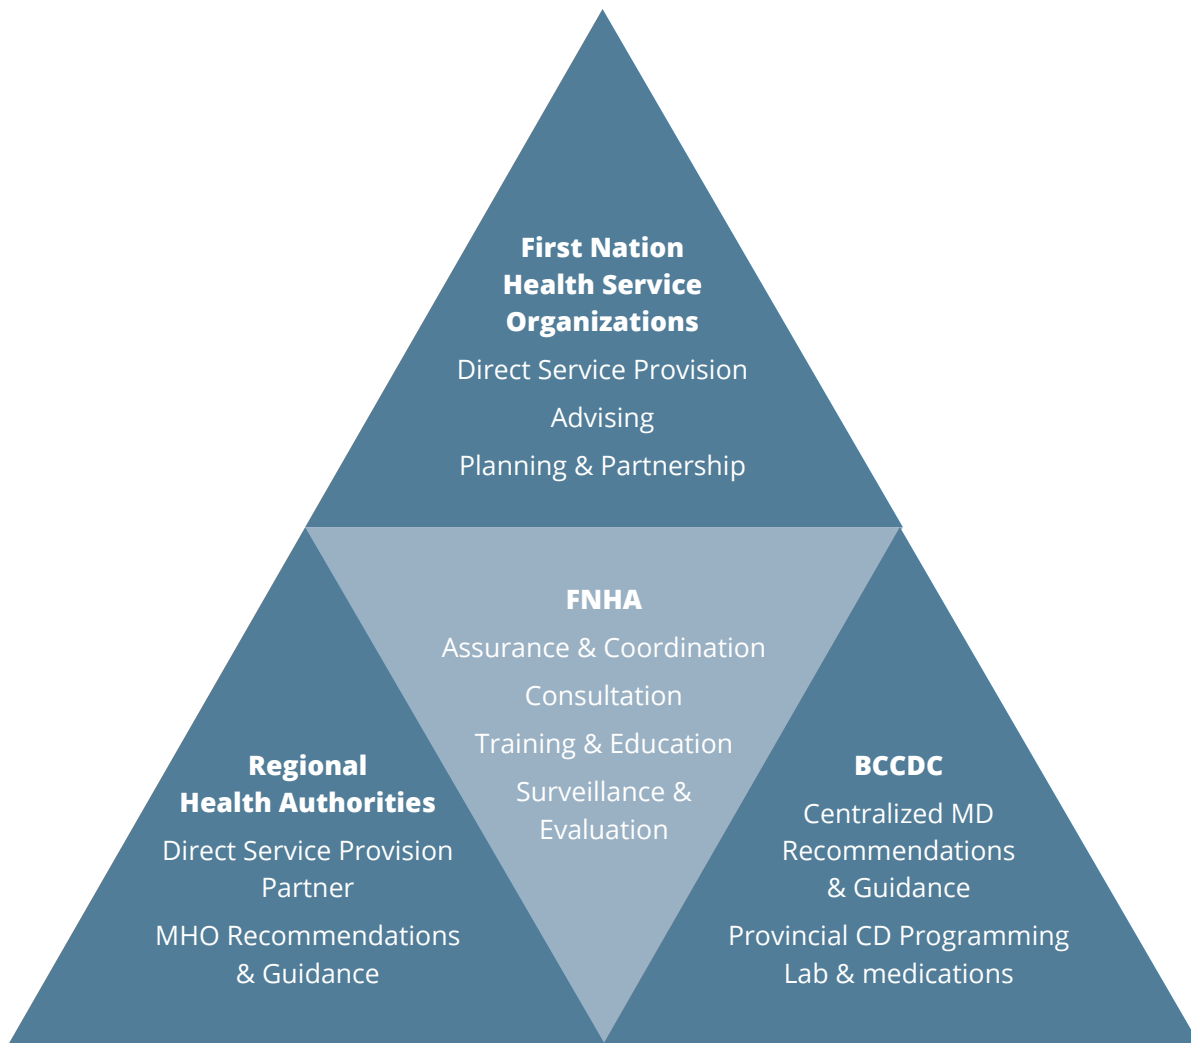 First Nation
Health Service
Organizations
Direct Service Provision
Advising
Planning & Partnership
FNHA
Assurance & Coordination
Consultation
Training & Education
Surveillance &
Evaluation
Regional
Health Authorities
Direct Service Provision
Partner
MHO Recommendations
& Guidance
BCCDC
Centralized MD
Recommendations
& Guidance
Provincial CD Programming
Lab & medications